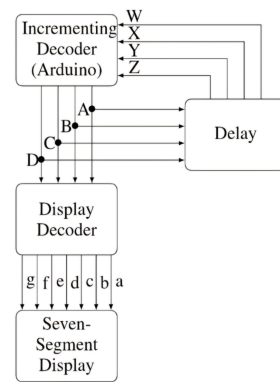 Incrementing
Decoder
(Arduino)
W
X
Y
Z
A
B
C
D
Delay
Display
Decoder
g f e d c b a
Seven-
Segment
Display